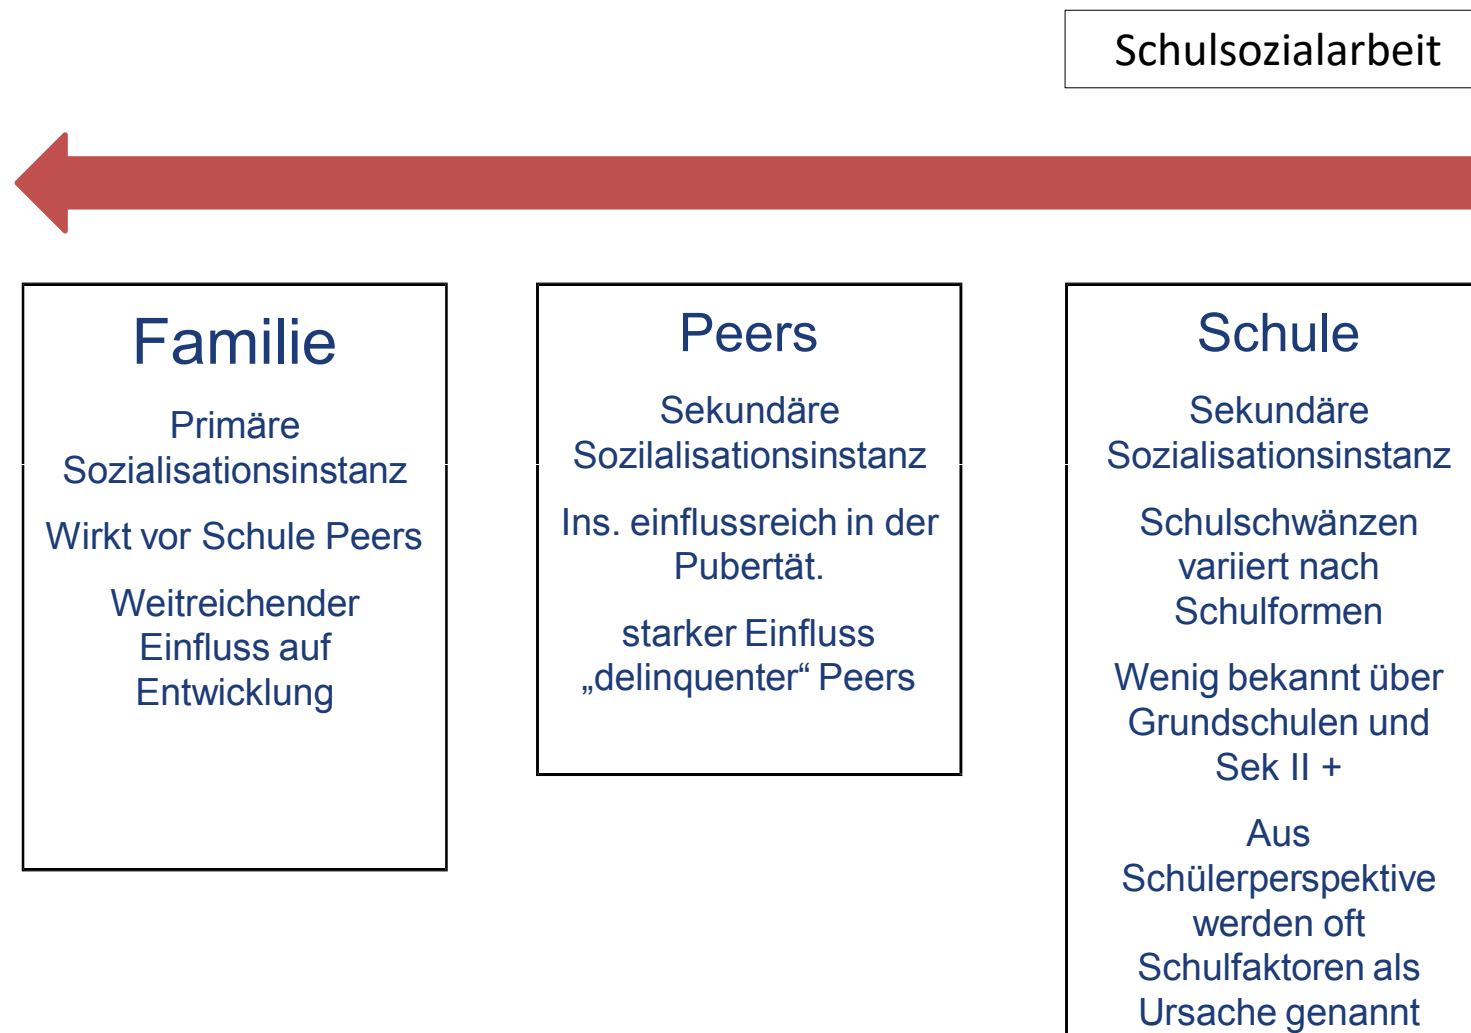 Schulsozialarbeit
Familie
Primäre
Sozialisationsinstanz
Wirkt vor Schule Peers
Weitreichender
Einfluss auf
Entwicklung
Peers
Sekundäre
Sozilalisationsinstanz
Ins. einflussreich in der
Pubertät.
starker Einfluss
„delinquenter“ Peers
Schule
Sekundäre
Sozialisationsinstanz
Schulschwänzen
variiert nach
Schulformen
Wenig bekannt über
Grundschulen und
Sek II +
Aus
Schülerperspektive
werden oft
Schulfaktoren als
Ursache genannt